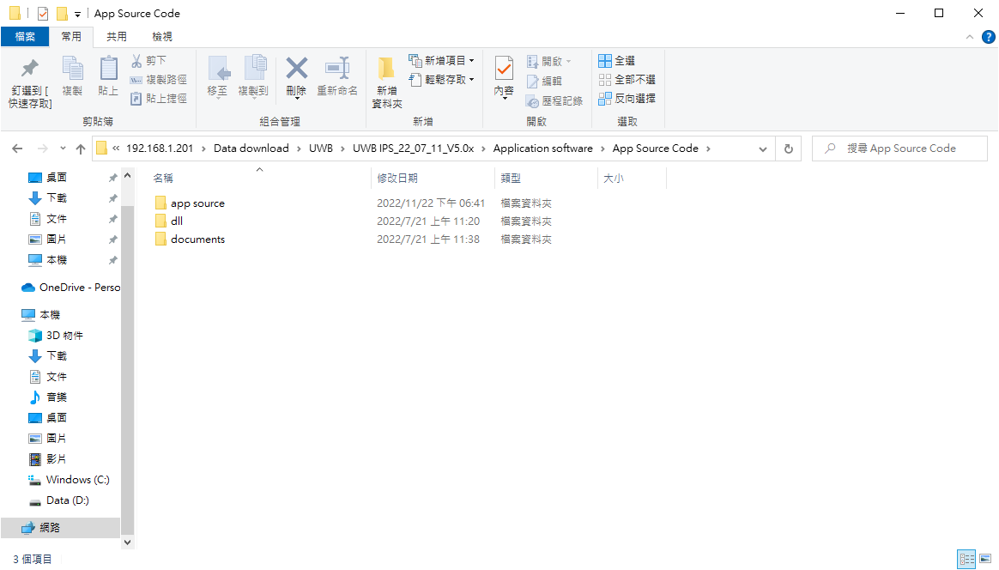 App Source Code
檔案 常用 共用 檢視
釘選到 [
快速存取]
複製
貼上
剪下
複製路徑
貼上捷徑
剪貼簿
移至
複製到
刪除
重新命名
組合管理
新增
資料夾
新增項目
輕鬆存取
新增
內容
開啟
編輯
歷程記錄
開啟
全選
全部不選
反向選擇
選取
« 192.168.1.201 › Data download › UWB › UWB IPS_22_07_11_V5.0x › Application software › App Source Code ›
搜尋 App Source Code
桌面
下載
文件
圖片
本機
OneDrive - Perso
本機
3D 物件
下載
文件
音樂
桌面
圖片
影片
Windows (C:)
Data (D:)
網路
名稱 修改日期 類型 大小
app source 2022/11/22 下午 06:41 檔案資料夾
dll 2022/7/21 上午 11:20 檔案資料夾
documents 2022/7/21 上午 11:38 檔案資料夾
3 個項目